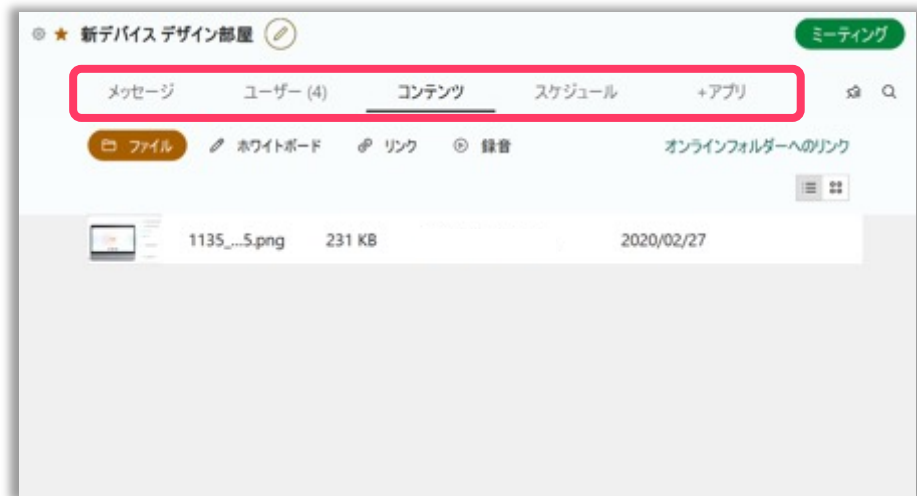 新デバイス デザイン部屋 ミーティング
メッセージ ユーザー (4) コンテンツ スケジュール +アプリ
ファイル ホワイトボード リンク 録音 オンラインフォルダーへのリンク
1135_...5.png 231 KB 2020/02/27